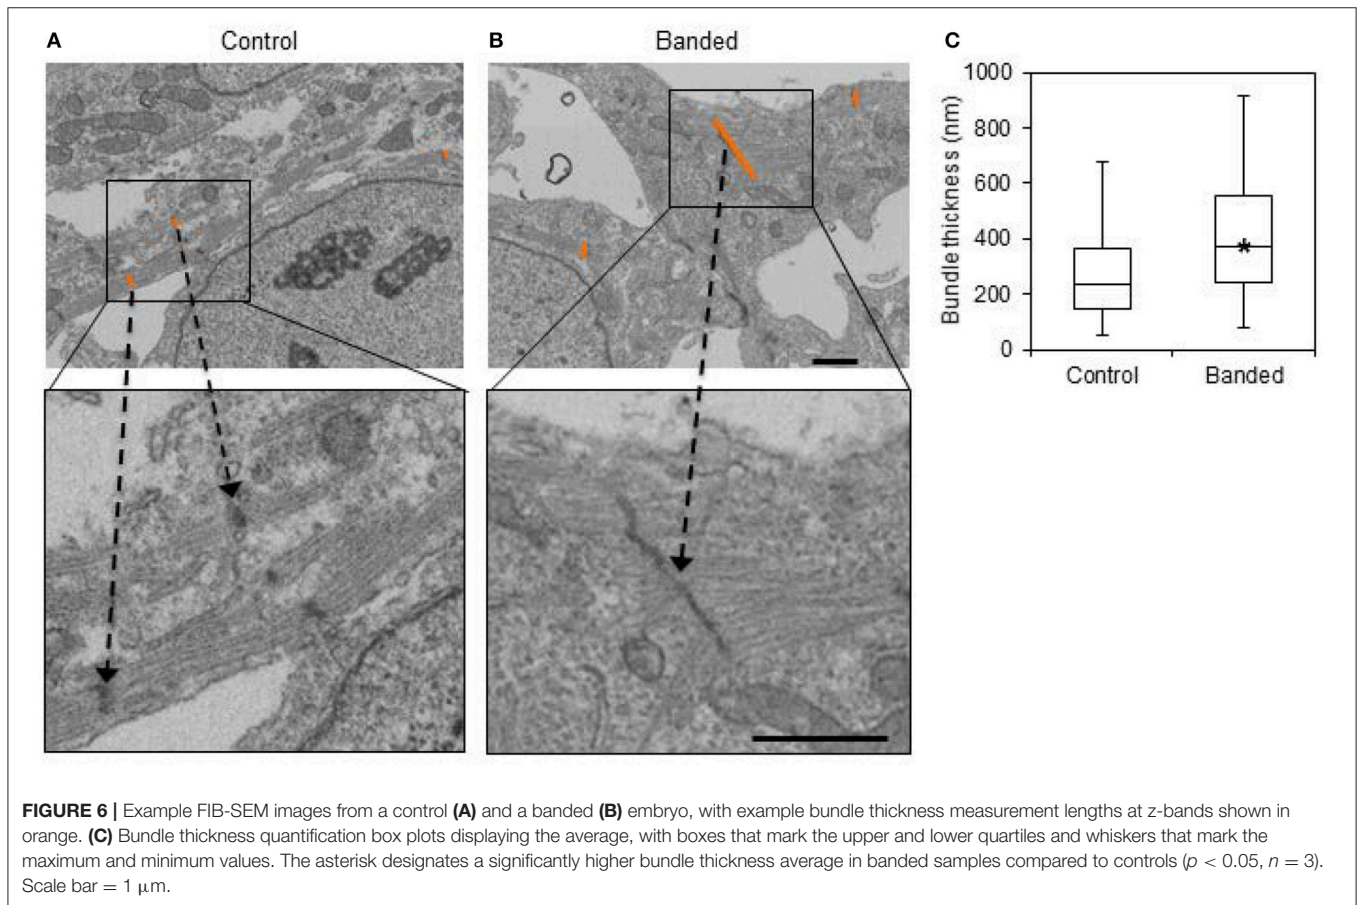 A
Control
B
Banded
C
1000
800
600
400
200
0
Bundle thickness (nm)
Control
Banded
*
FIGURE 6 | Example FIB-SEM images from a control (A) and a banded (B) embryo, with example bundle thickness measurement lengths at z-bands shown in
orange. (C) Bundle thickness quantification box plots displaying the average, with boxes that mark the upper and lower quartiles and whiskers that mark the
maximum and minimum values. The asterisk designates a significantly higher bundle thickness average in banded samples compared to controls (p < 0.05, n = 3).
Scale bar = 1 μm.